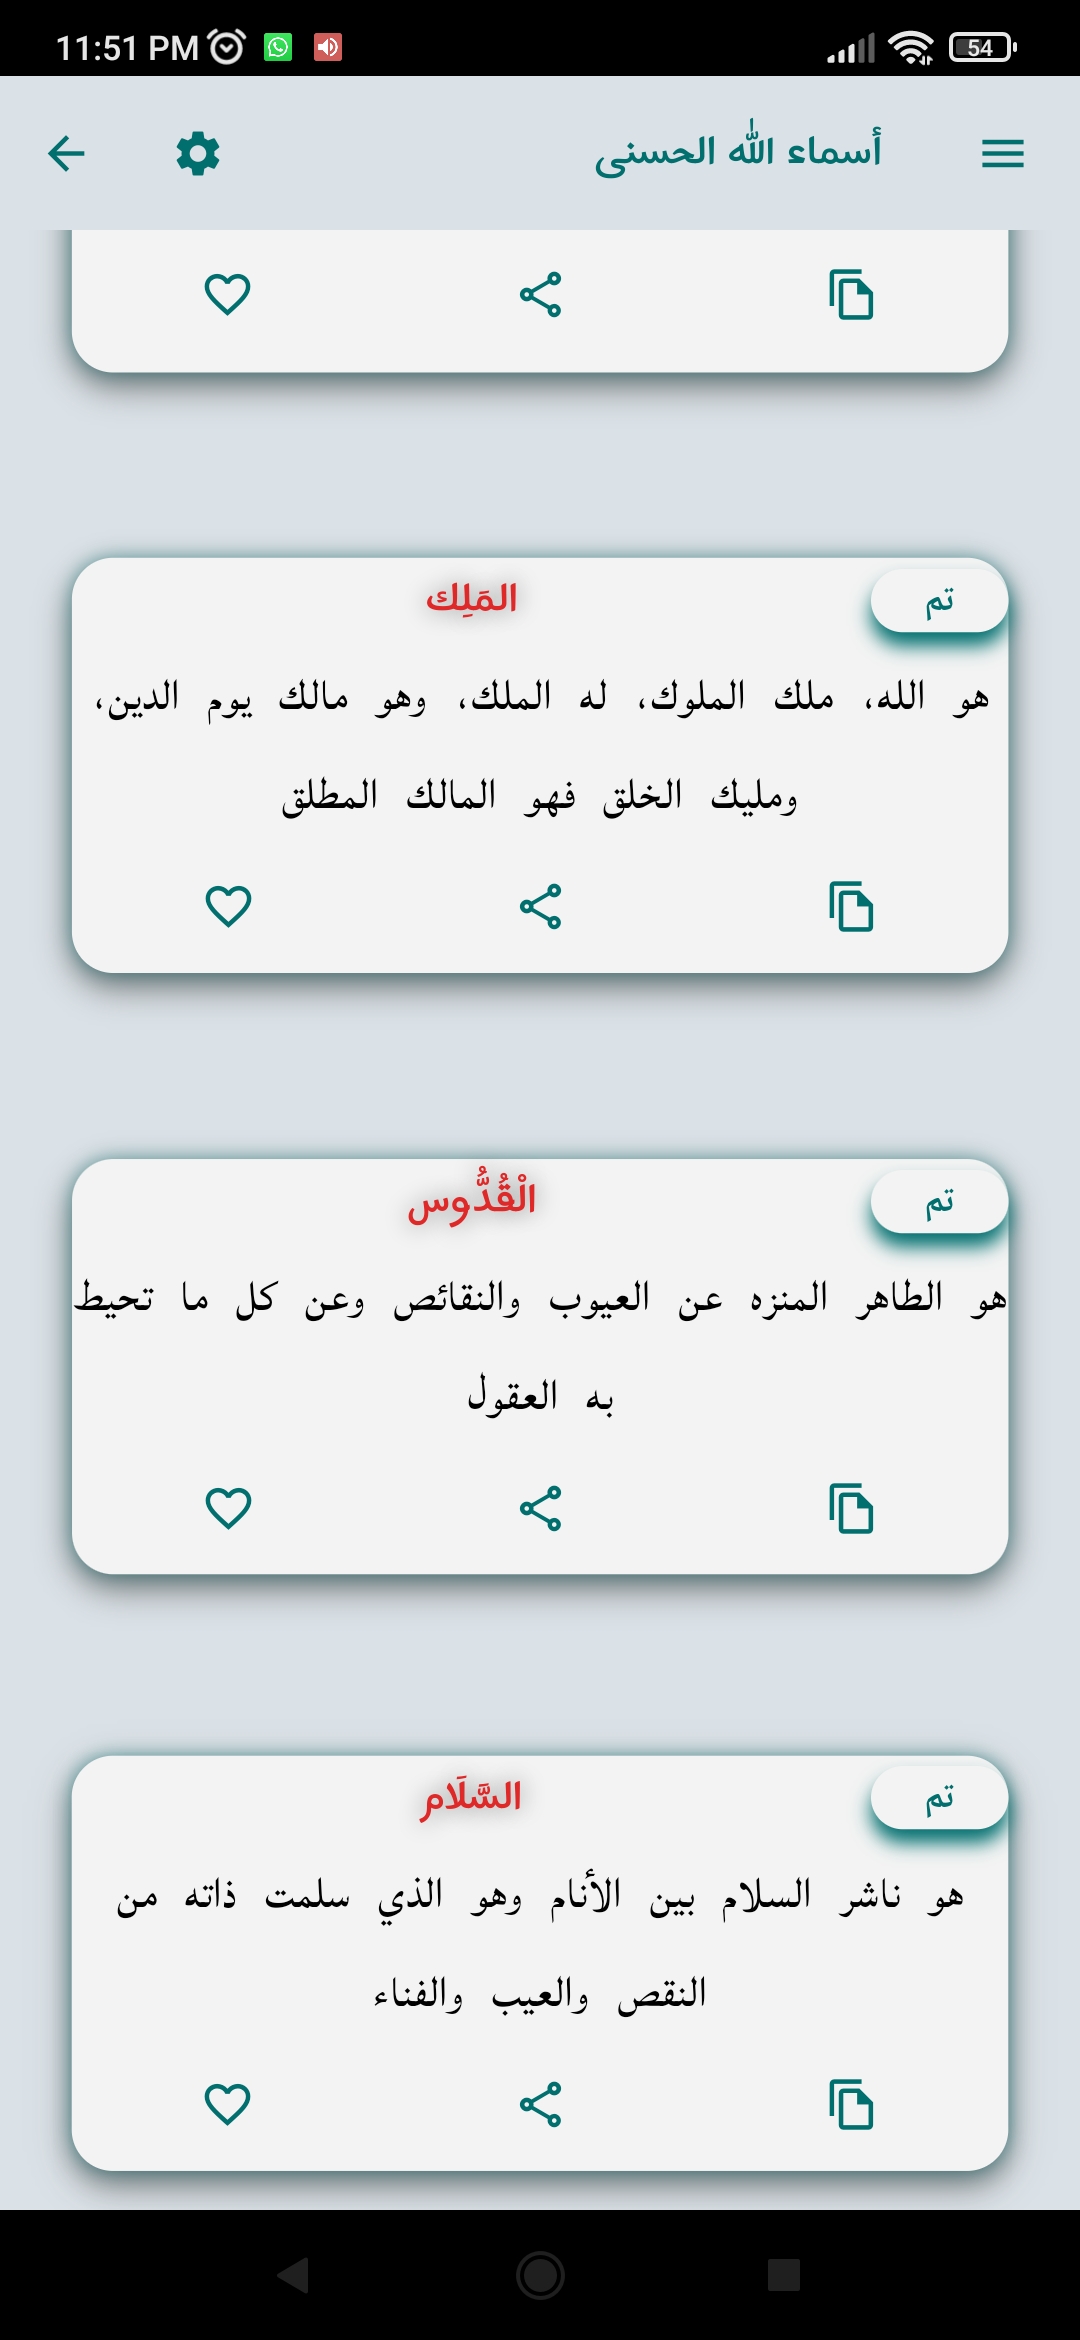 11:51 PM
54
أسماء الله الحسنى
تم
المَلِك
هو الله، ملك الملوك، له الملك، وهو مالك يوم الدين،
ومليك الخلق فهو المالك المطلق
تم
الْقُدُّوس
هو الطاهر المنزه عن العيوب والنقائص وعن كل ما تحيط
به العقول
تم
السَّلَام
هو ناشر السلام بين الأنام وهو الذي سلمت ذاته من
النقص والعيب والفناء